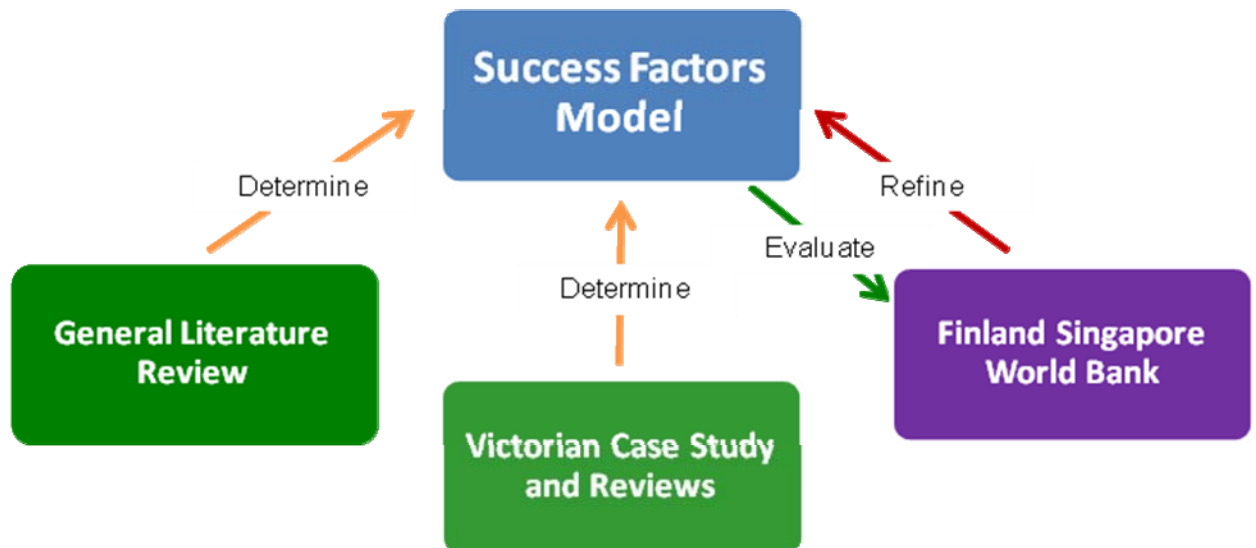 Success Factors
Model
Determine
Refine
Evaluate
Determine
General Literature
Review
Finland Singapore
World Bank
Victorian Case Study
and Reviews